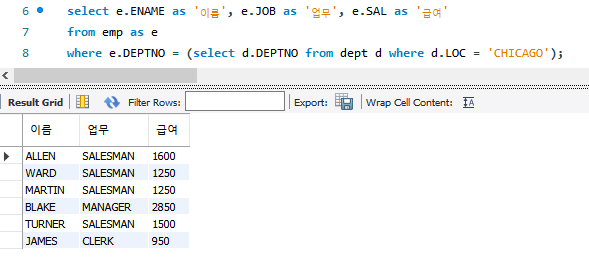 6 select e.ENAME as '이름', e.JOB as '업무', e.SAL as '급여'
7 from emp as e
8 where e.DEPTNO = (select d.DEPTNO from dept d where d.LOC = 'CHICAGO');
Result Grid Filter Rows: Export: Wrap Cell Content: IA
이름 업무 급여
ALLEN SALESMAN 1600
WARD SALESMAN 1250
MARTIN SALESMAN 1250
BLAKE MANAGER 2850
TURNER SALESMAN 1500
JAMES CLERK 950